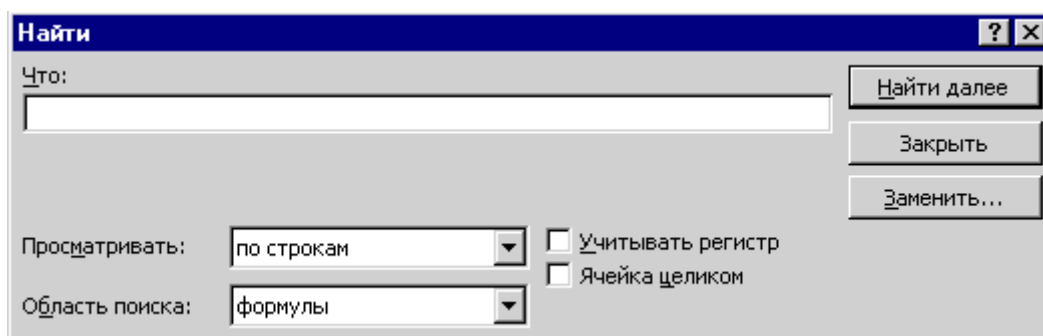 Найти
Что:
Найти далее
Закрыть
Заменить...
Просматривать: по строкам Учитывать регистр
Ячейка целиком
Область поиска: формулы